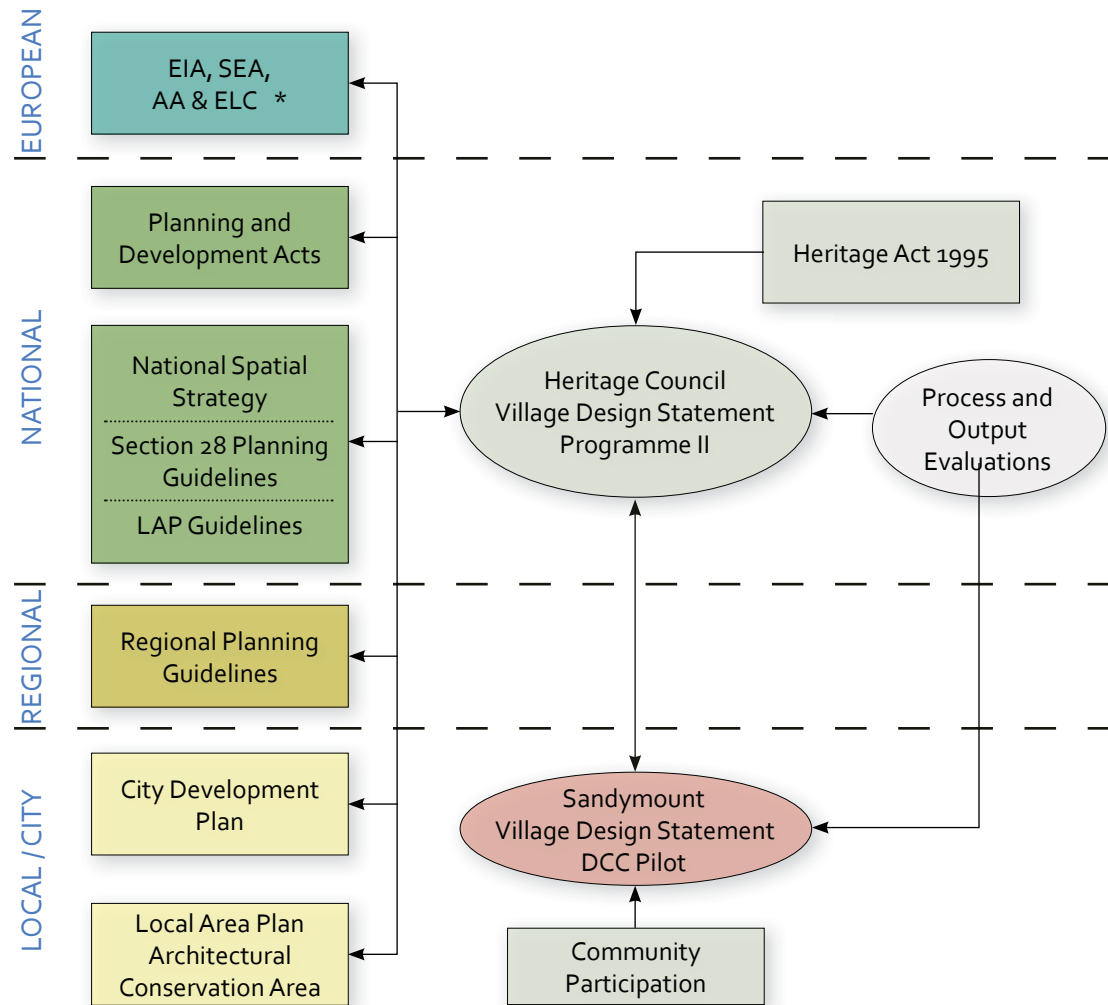 EUROPEAN
EIA, SEA,
AA & ELC *
NATIONAL
Planning and
Development Acts
Heritage Act 1995
National Spatial
Strategy
Section 28 Planning
Guidelines
LAP Guidelines
Heritage Council
Village Design Statement
Programme II
Process and
Output
Evaluations
REGIONAL
Regional Planning
Guidelines
LOCAL / CITY
City Development
Plan
Sandymount
Village Design Statement
DCC Pilot
Local Area Plan
Architectural
Conservation Area
Community
Participation